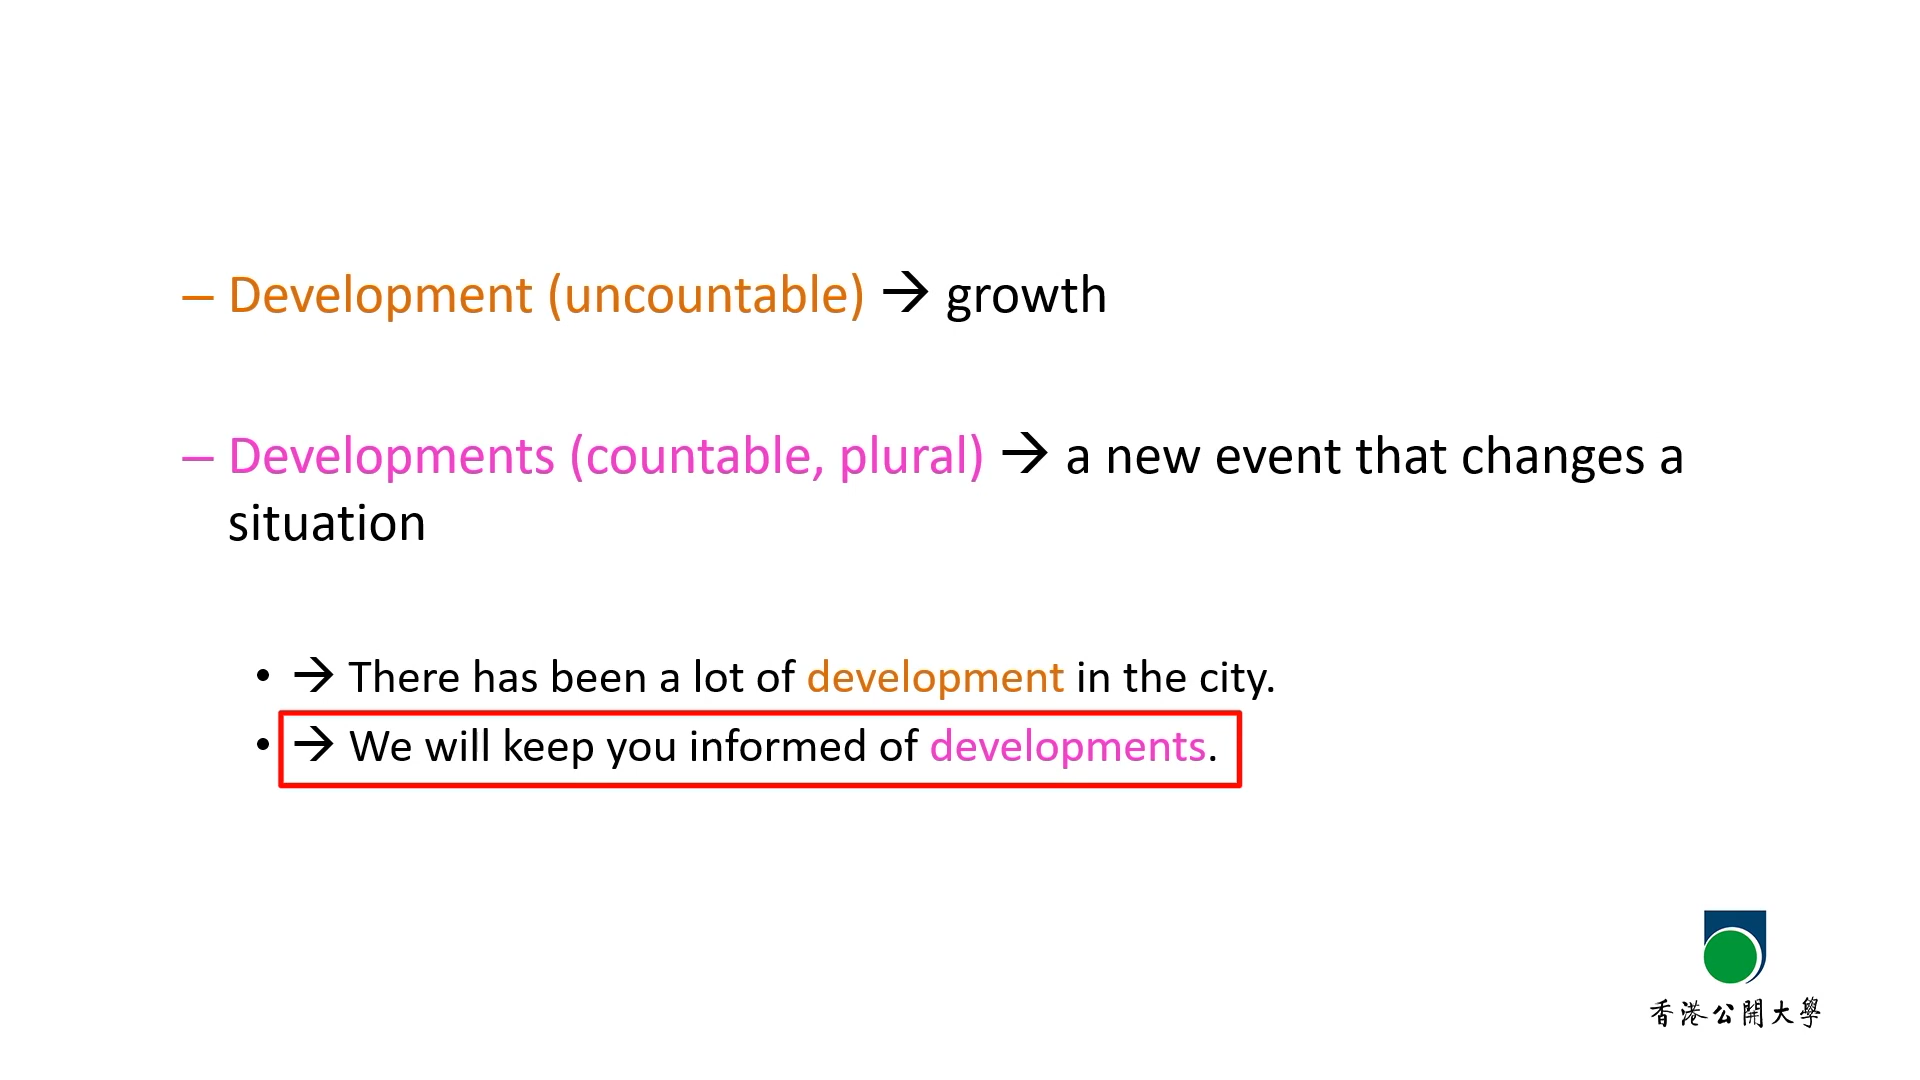 – Development (uncountable) → growth
– Developments (countable, plural) → a new event that changes a
situation
• → There has been a lot of development in the city.
• → We will keep you informed of developments.
香港公開大學